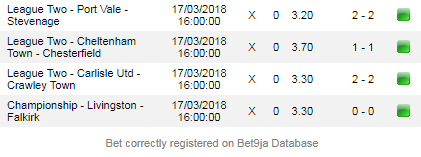 League Two - Port Vale - Stevenage 17/03/2018 16:00:00 X 0 3.20 2 - 2
League Two - Cheltenham Town - Chesterfield 17/03/2018 16:00:00 X 0 3.70 1 - 1
League Two - Carlisle Utd - Crawley Town 17/03/2018 16:00:00 X 0 3.30 2 - 2
Championship - Livingston - Falkirk 17/03/2018 16:00:00 X 0 3.30 0 - 0
Bet correctly registered on Bet9ja Database